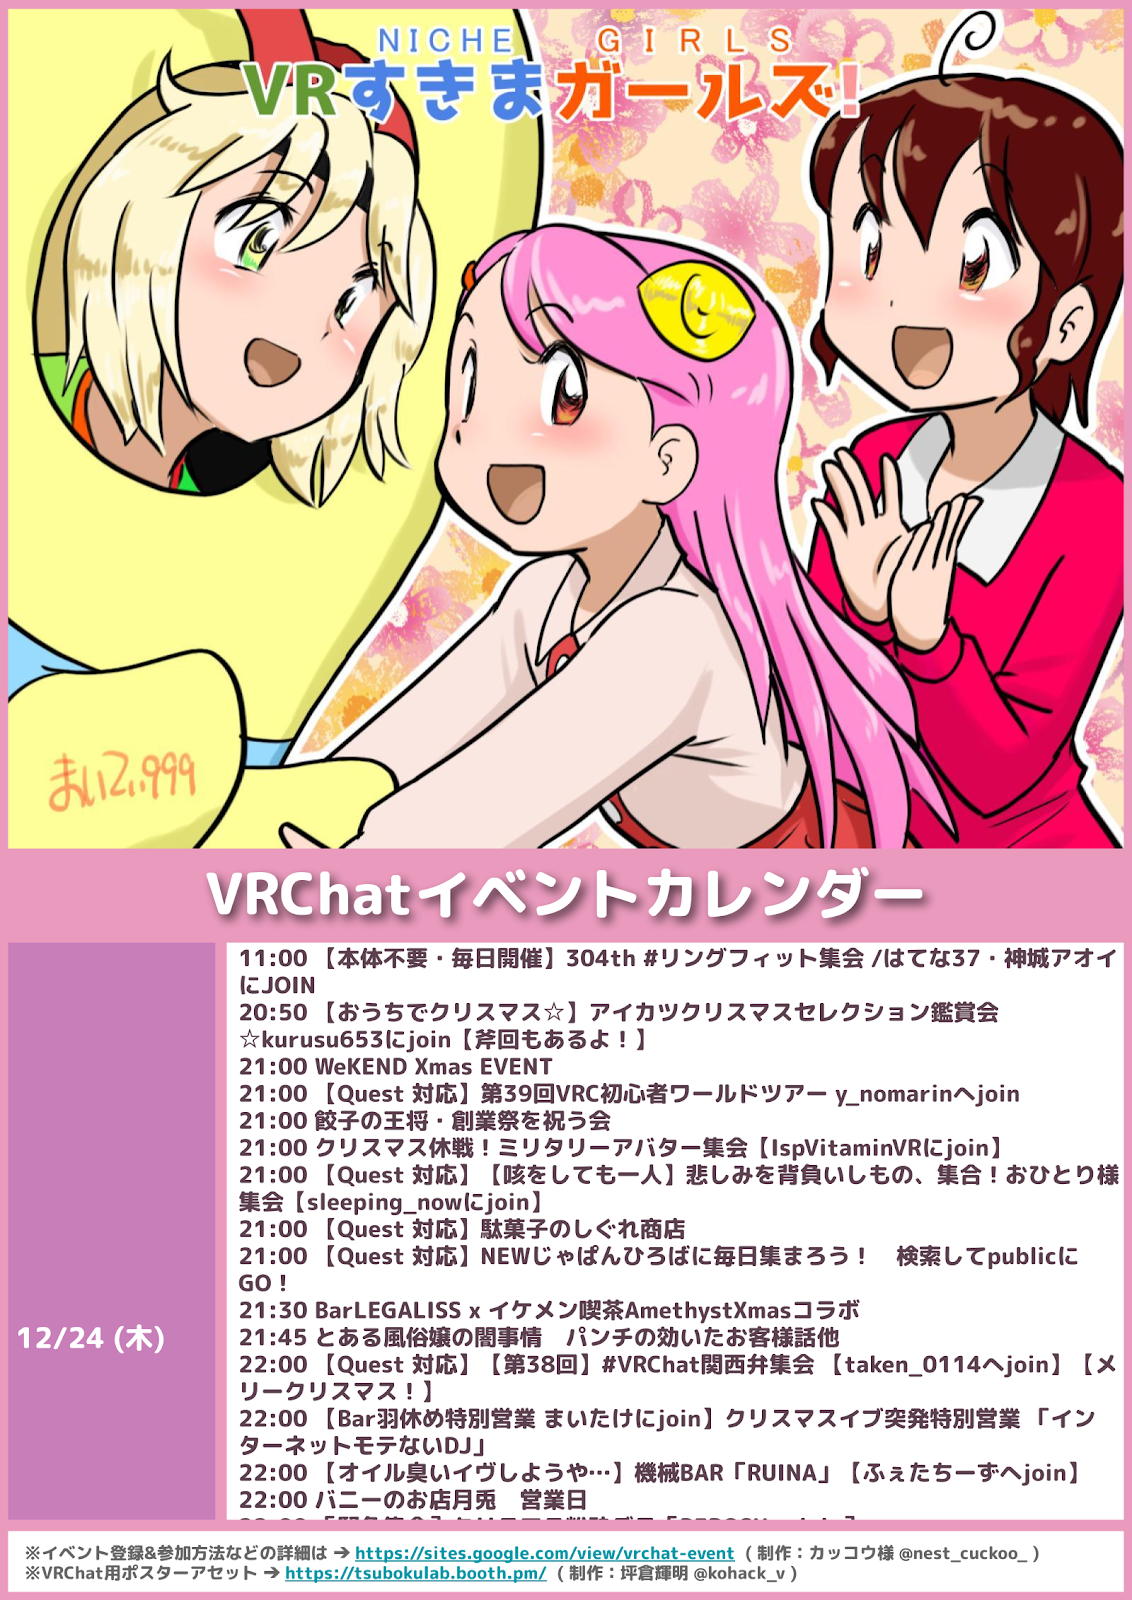 NICHE GIRLS
VRすきまガールズ!
まいてぃ999
VRChatイベントカレンダー
12/24 (木)
11:00 【本体不要・毎日開催】304th #リングフィット集会 /はてな37・神城アオイ
にJOIN
20:50 【おうちでクリスマス☆】アイカツクリスマスセレクション鑑賞会
☆kurusu653にjoin【斧回もあるよ！】
21:00 WeKEND Xmas EVENT
21:00 【Quest 対応】第39回VRC初心者ワールドツアー y_nomarinへjoin
21:00 餃子の王将・創業祭を祝う会
21:00 クリスマス休戦！ミリタリーアバター集会【IspVitaminVRにjoin】
21:00 【Quest 対応】【咳をしても一人】悲しみを背負いしもの、集合！おひとり様
集会【sleeping_nowにjoin】
21:00 【Quest 対応】駄菓子のしぐれ商店
21:00 【Quest 対応】NEWじゃぱんひろばに毎日集まろう！　検索してpublicに
GO！
21:30 BarLEGALISS x イケメン喫茶AmethystXmasコラボ
21:45 とある風俗嬢の闇事情　パンチの効いたお客様話他
22:00 【Quest 対応】【第38回】#VRChat関西弁集会 【taken_0114へjoin】【メ
リークリスマス！】
22:00 【Bar羽休め特別営業 まいたけにjoin】クリスマスイブ突発特別営業 「イン
ターネットモテないDJ」
22:00 【オイル臭いイヴしようや…】機械BAR「RUINA」【ふぇたちーずへjoin】
22:00 バニーのお店月兎　営業日
※イベント登録&参加方法などの詳細は ➔ https://sites.google.com/view/vrchat-event （ 制作：カッコウ様 @nest_cuckoo_ ）
※VRChat用ポスターアセット ➔ https://tsubokulab.booth.pm/ （ 制作：坪倉輝明 @kohack_v ）